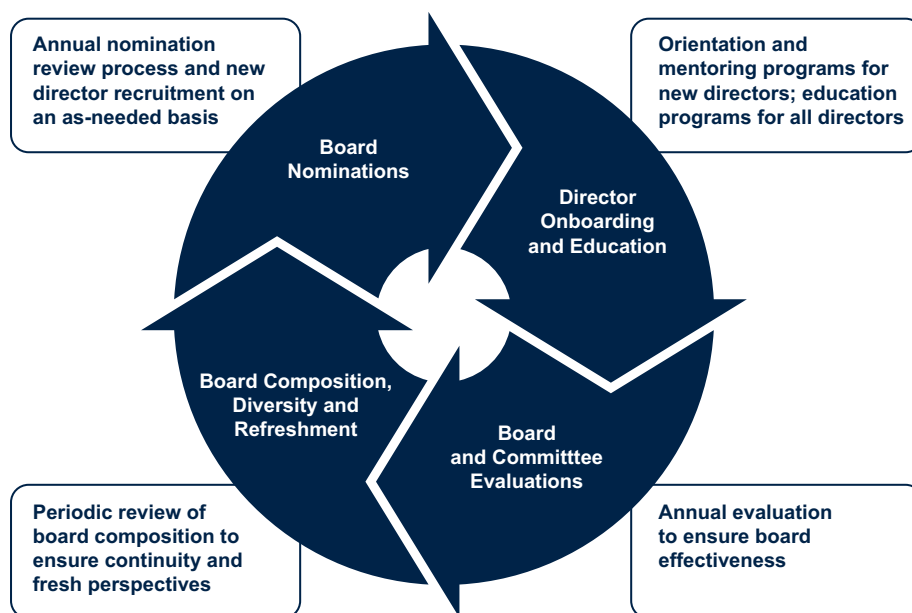 Annual nomination
review process and new
director recruitment on
an as-needed basis
Orientation and
mentoring programs for
new directors; education
programs for all directors
Board
Nominations
Director
Onboarding
and Education
Board Composition,
Diversity and
Refreshment
Board
and Committtee
Evaluations
Periodic review of
board composition to
ensure continuity and
fresh perspectives
Annual evaluation
to ensure board
effectiveness